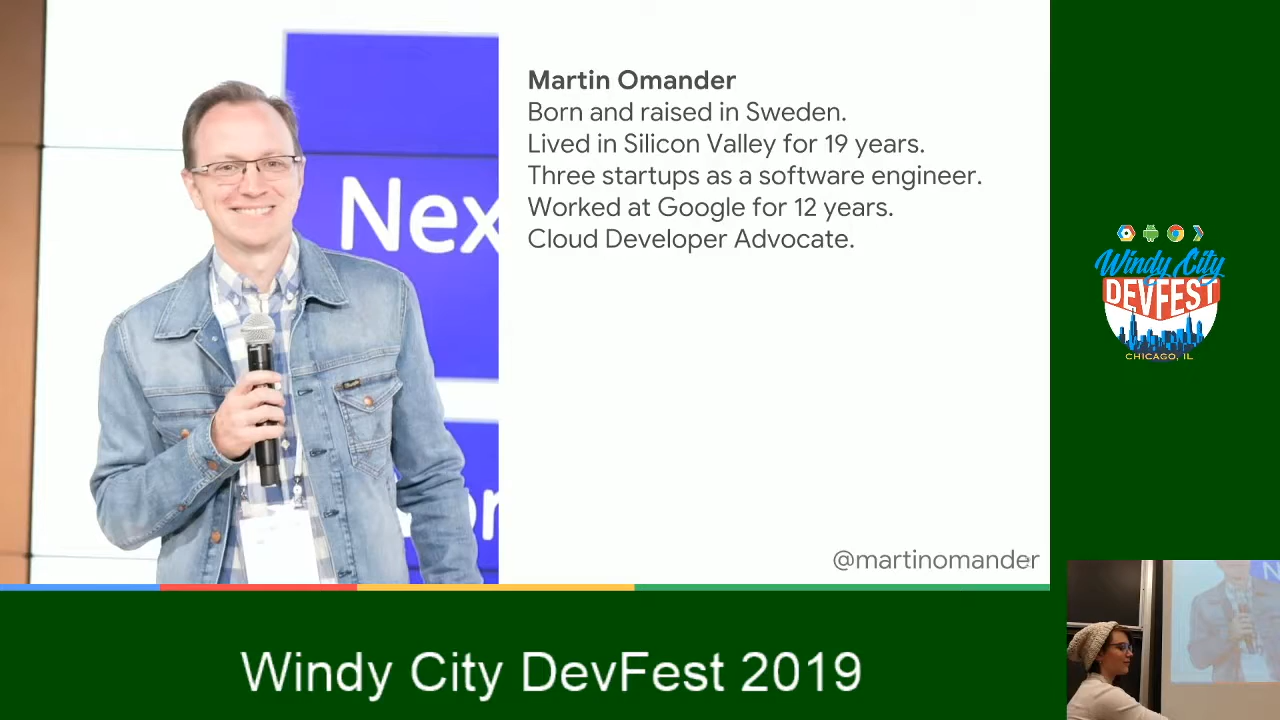 Nex
Martin Omander
Born and raised in Sweden.
Lived in Silicon Valley for 19 years.
Three startups as a software engineer.
Worked at Google for 12 years.
Cloud Developer Advocate.
@martinomander
Windy City
DEVFEST
CHICAGO, IL
Windy City DevFest 2019